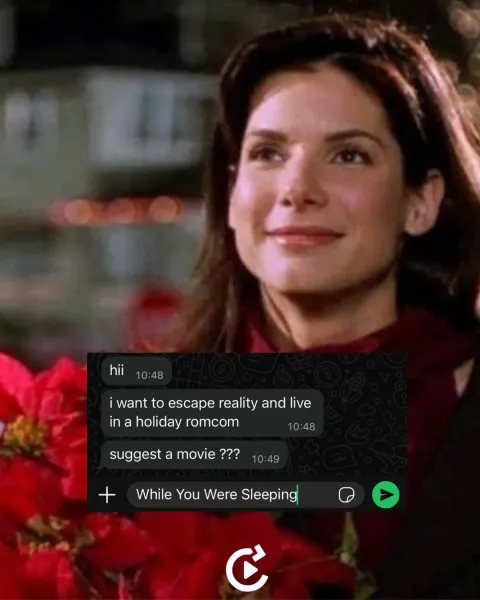 hii 10:48
i want to escape reality and live
in a holiday romcom 10:48
suggest a movie ??? 10:49
While You Were Sleeping